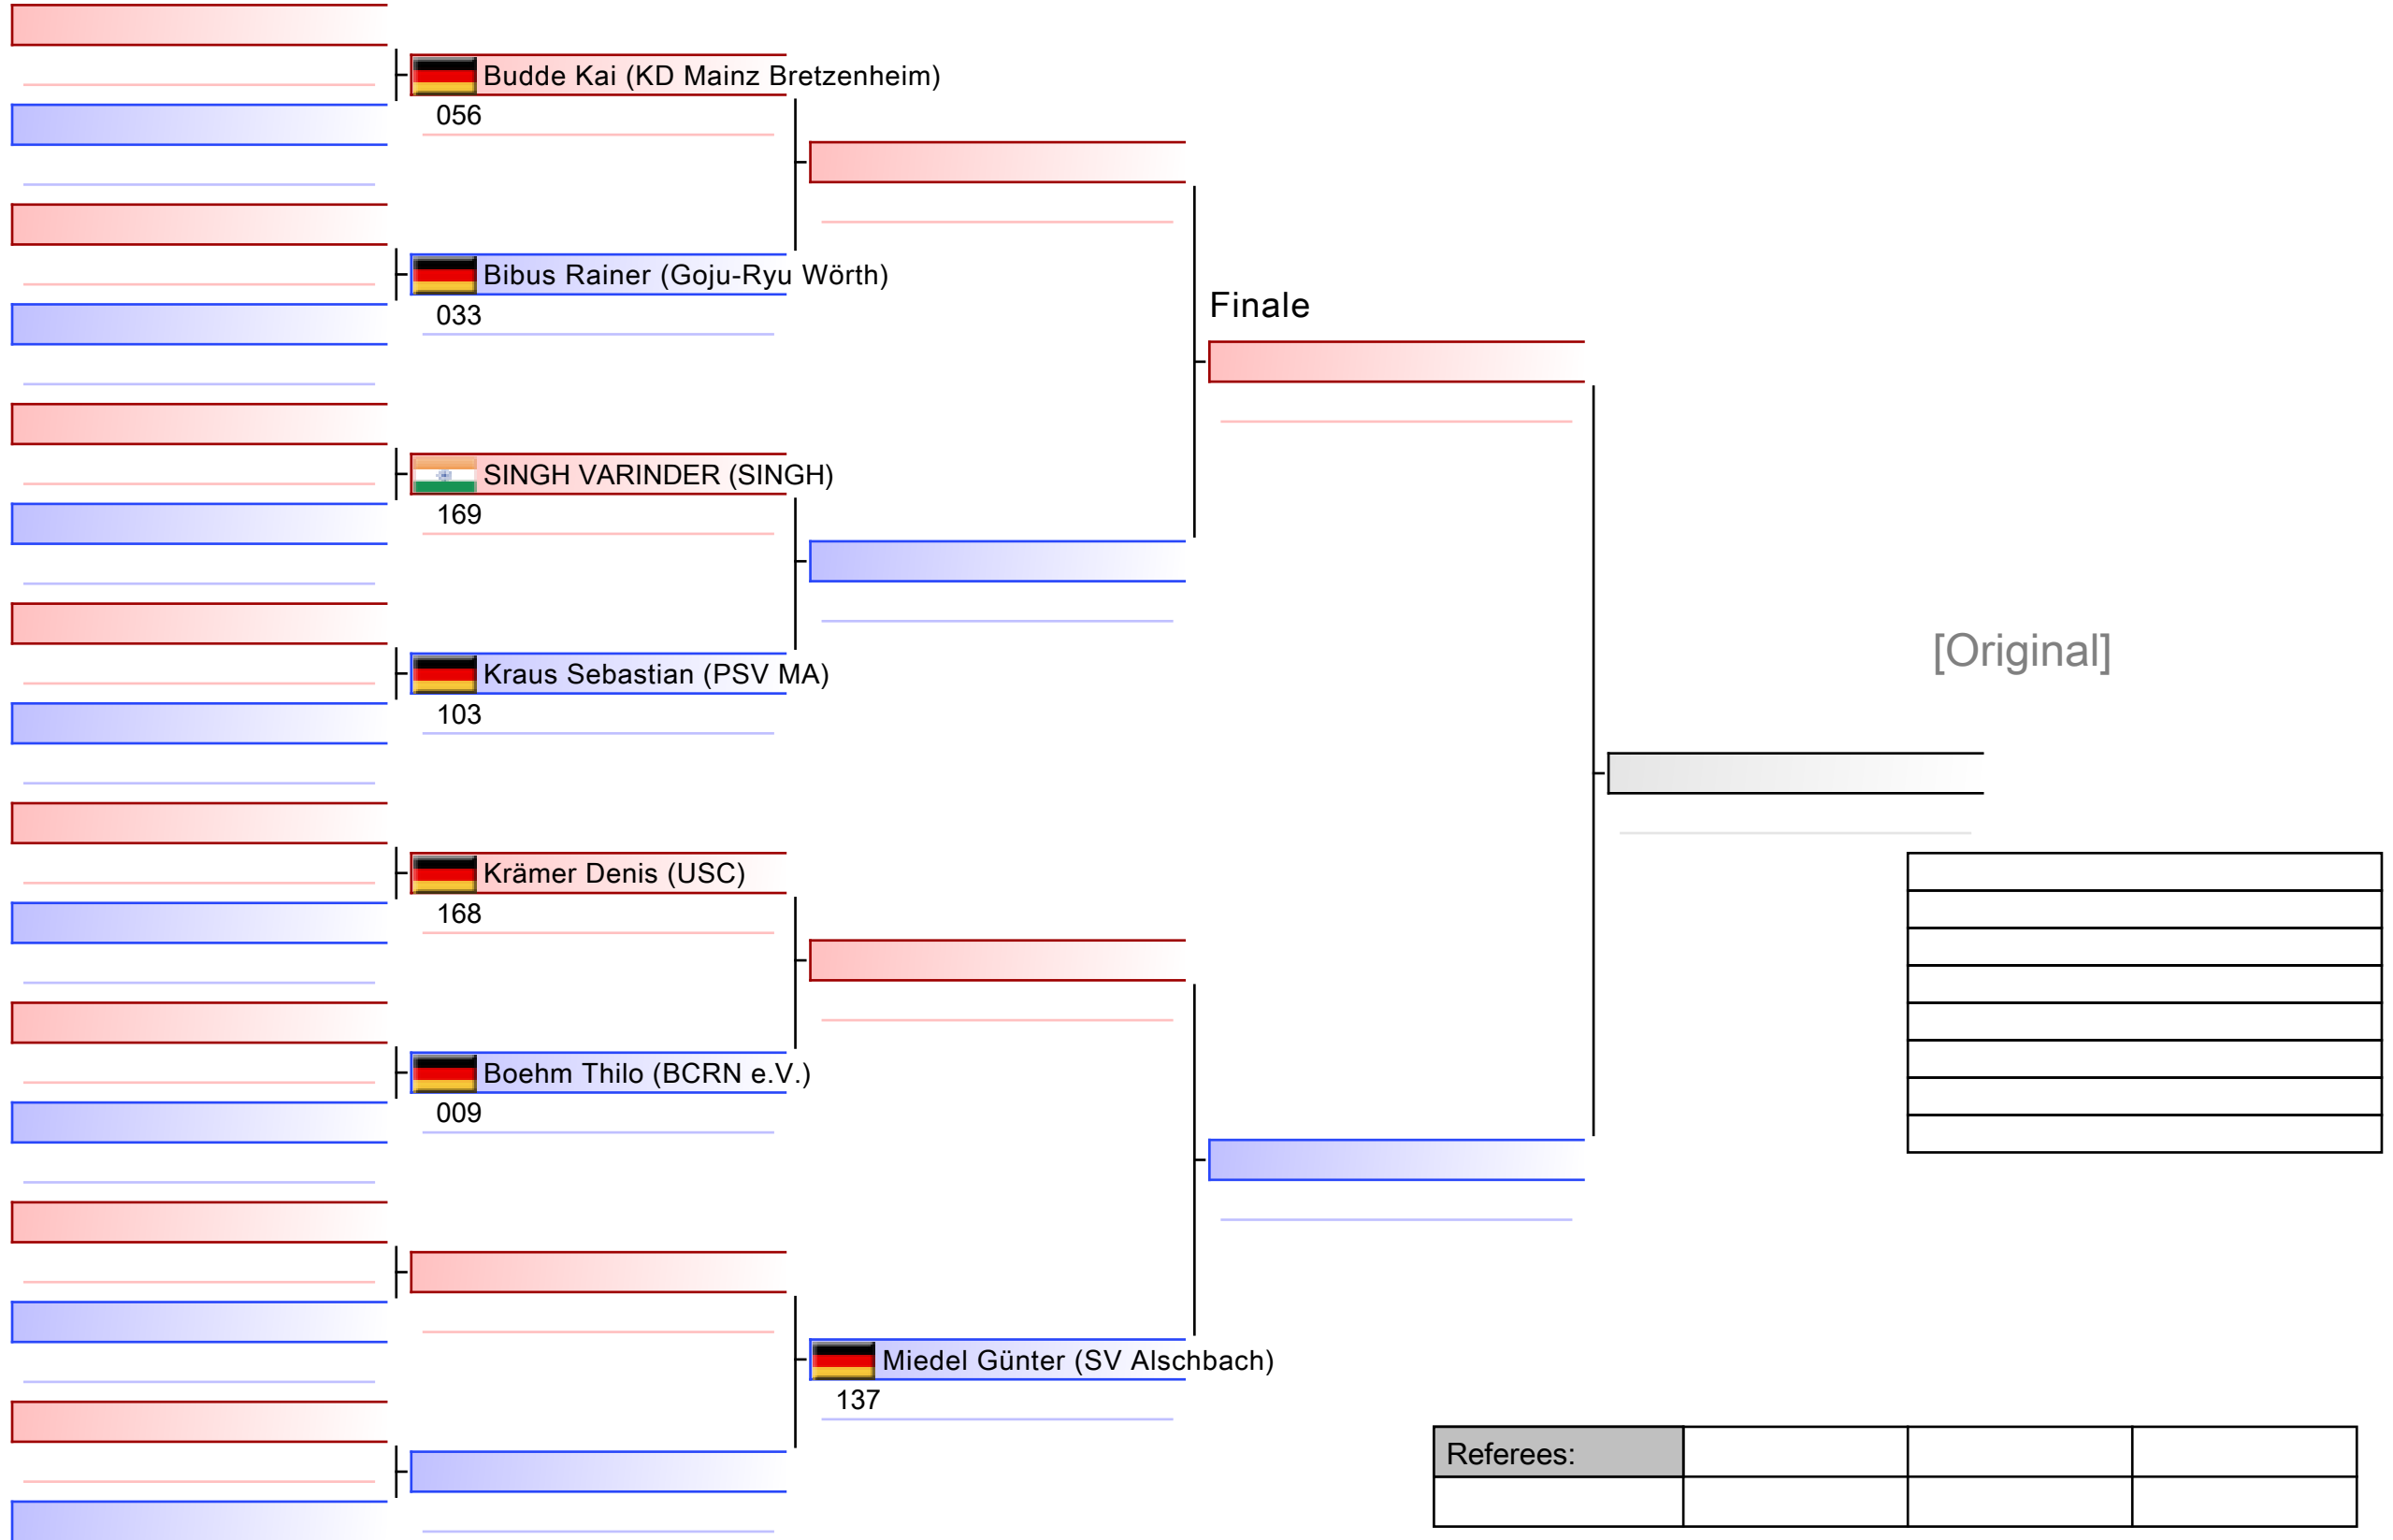 Budde Kai (KD Mainz Bretzenheim)
056
Bibus Rainer (Goju-Ryu Wörth)
033
Finale
SINGH VARINDER (SINGH)
169
Kraus Sebastian (PSV MA)
103
[Original]
Krämer Denis (USC)
168
Boehm Thilo (BCRN e.V.)
009
Miedel Günter (SV Alschbach)
137
Referees: